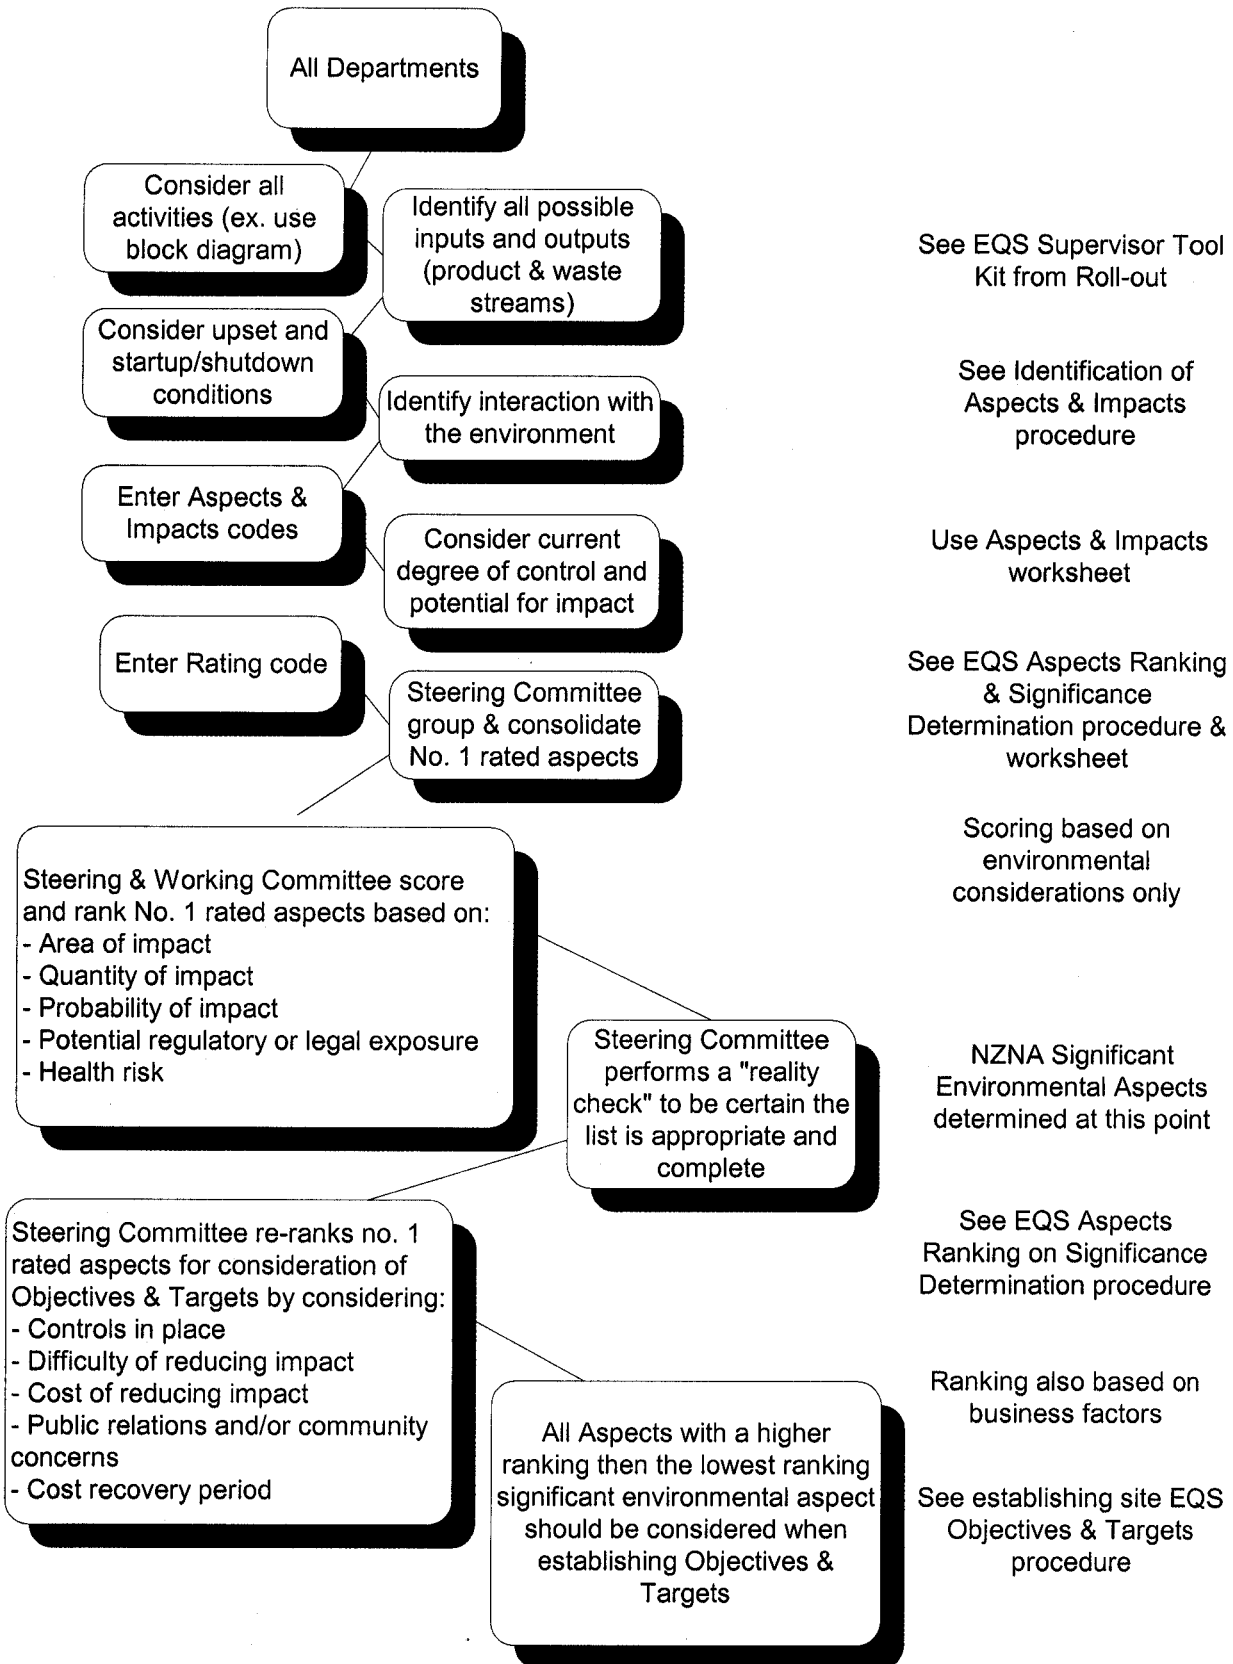 All Departments
Consider all
activities (ex. use
block diagram)
Identify all possible
inputs and outputs
(product & waste
streams)
See EQS Supervisor Tool
Kit from Roll-out
Consider upset and
startup/shutdown
conditions
Identify interaction with
the environment
See Identification of
Aspects & Impacts
procedure
Enter Aspects &
Impacts codes
Consider current
degree of control and
potential for impact
Use Aspects & Impacts
worksheet
Enter Rating code
Steering Committee
group & consolidate
No. 1 rated aspects
See EQS Aspects Ranking
& Significance
Determination procedure &
worksheet
Scoring based on
environmental
considerations only
Steering & Working Committee score
and rank No. 1 rated aspects based on:
- Area of impact
- Quantity of impact
- Probability of impact
- Potential regulatory or legal exposure
- Health risk
Steering Committee
performs a "reality
check" to be certain the
list is appropriate and
complete
NZNA Significant
Environmental Aspects
determined at this point
Steering Committee re-ranks no. 1
rated aspects for consideration of
Objectives & Targets by considering:
- Controls in place
- Difficulty of reducing impact
- Cost of reducing impact
- Public relations and/or community
concerns
- Cost recovery period
See EQS Aspects
Ranking on Significance
Determination procedure
Ranking also based on
business factors
All Aspects with a higher
ranking then the lowest ranking
significant environmental aspect
should be considered when
establishing Objectives &
Targets
See establishing site EQS
Objectives & Targets
procedure